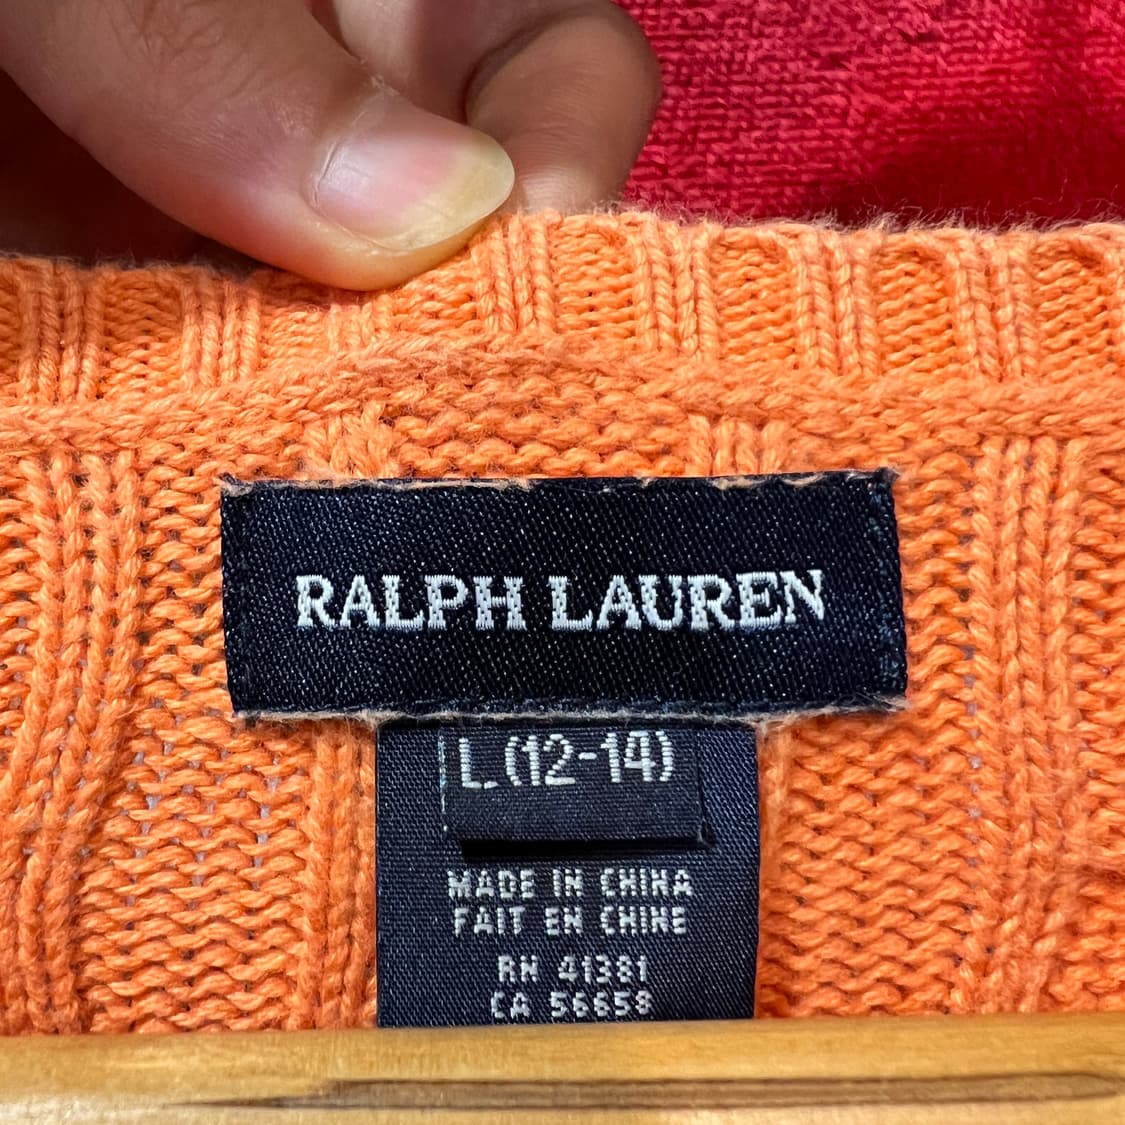 RALPH LAUREN
L (12-14)
MADE IN CHINA
FAIT EN CHINE
RN 41381
CA 56658